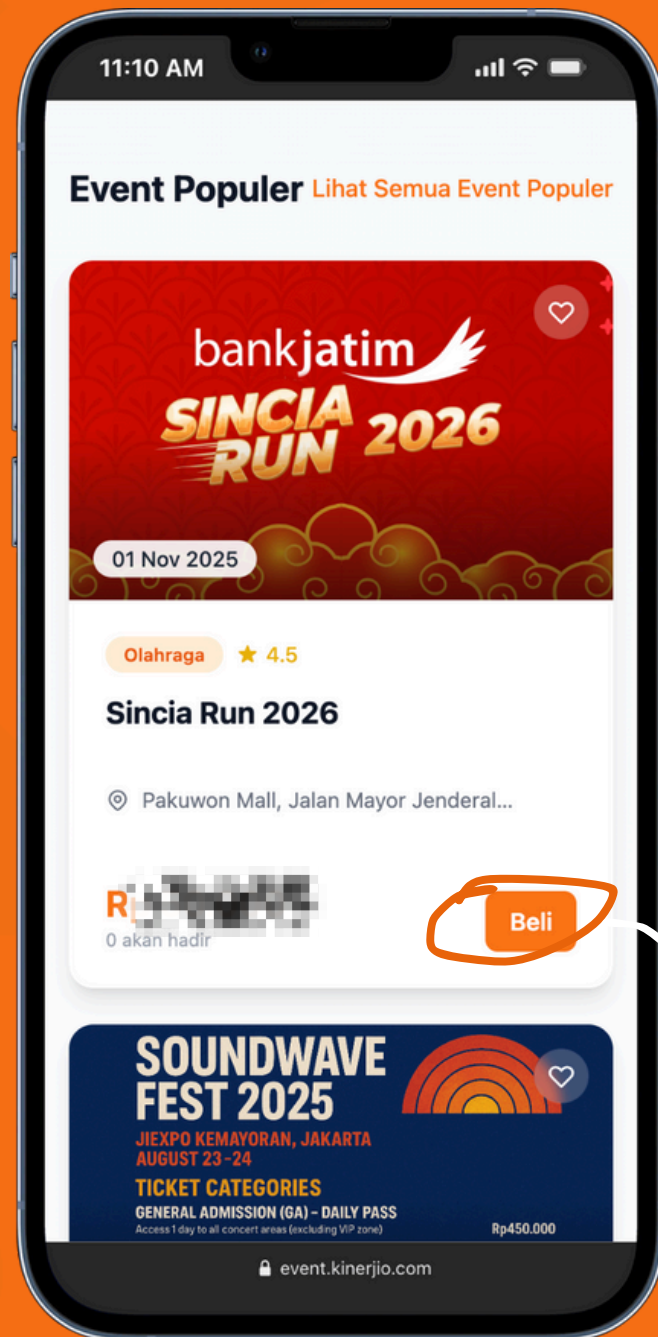 11:10 AM
Event Populer Lihat Semua Event Populer
bankjatim
SINCIA
RUN 2026
01 Nov 2025
Olahraga ★ 4.5
Sincia Run 2026
Pakuwon Mall, Jalan Mayor Jenderal...
0 akan hadir
Beli
SOUNDWAVE
FEST 2025
JIEXPO KEMAYORAN, JAKARTA
AUGUST 23-24
TICKET CATEGORIES
GENERAL ADMISSION (GA) – DAILY PASS
Access 1 day to all concert areas (excluding VIP zone) Rp450.000
event.kinerjio.com